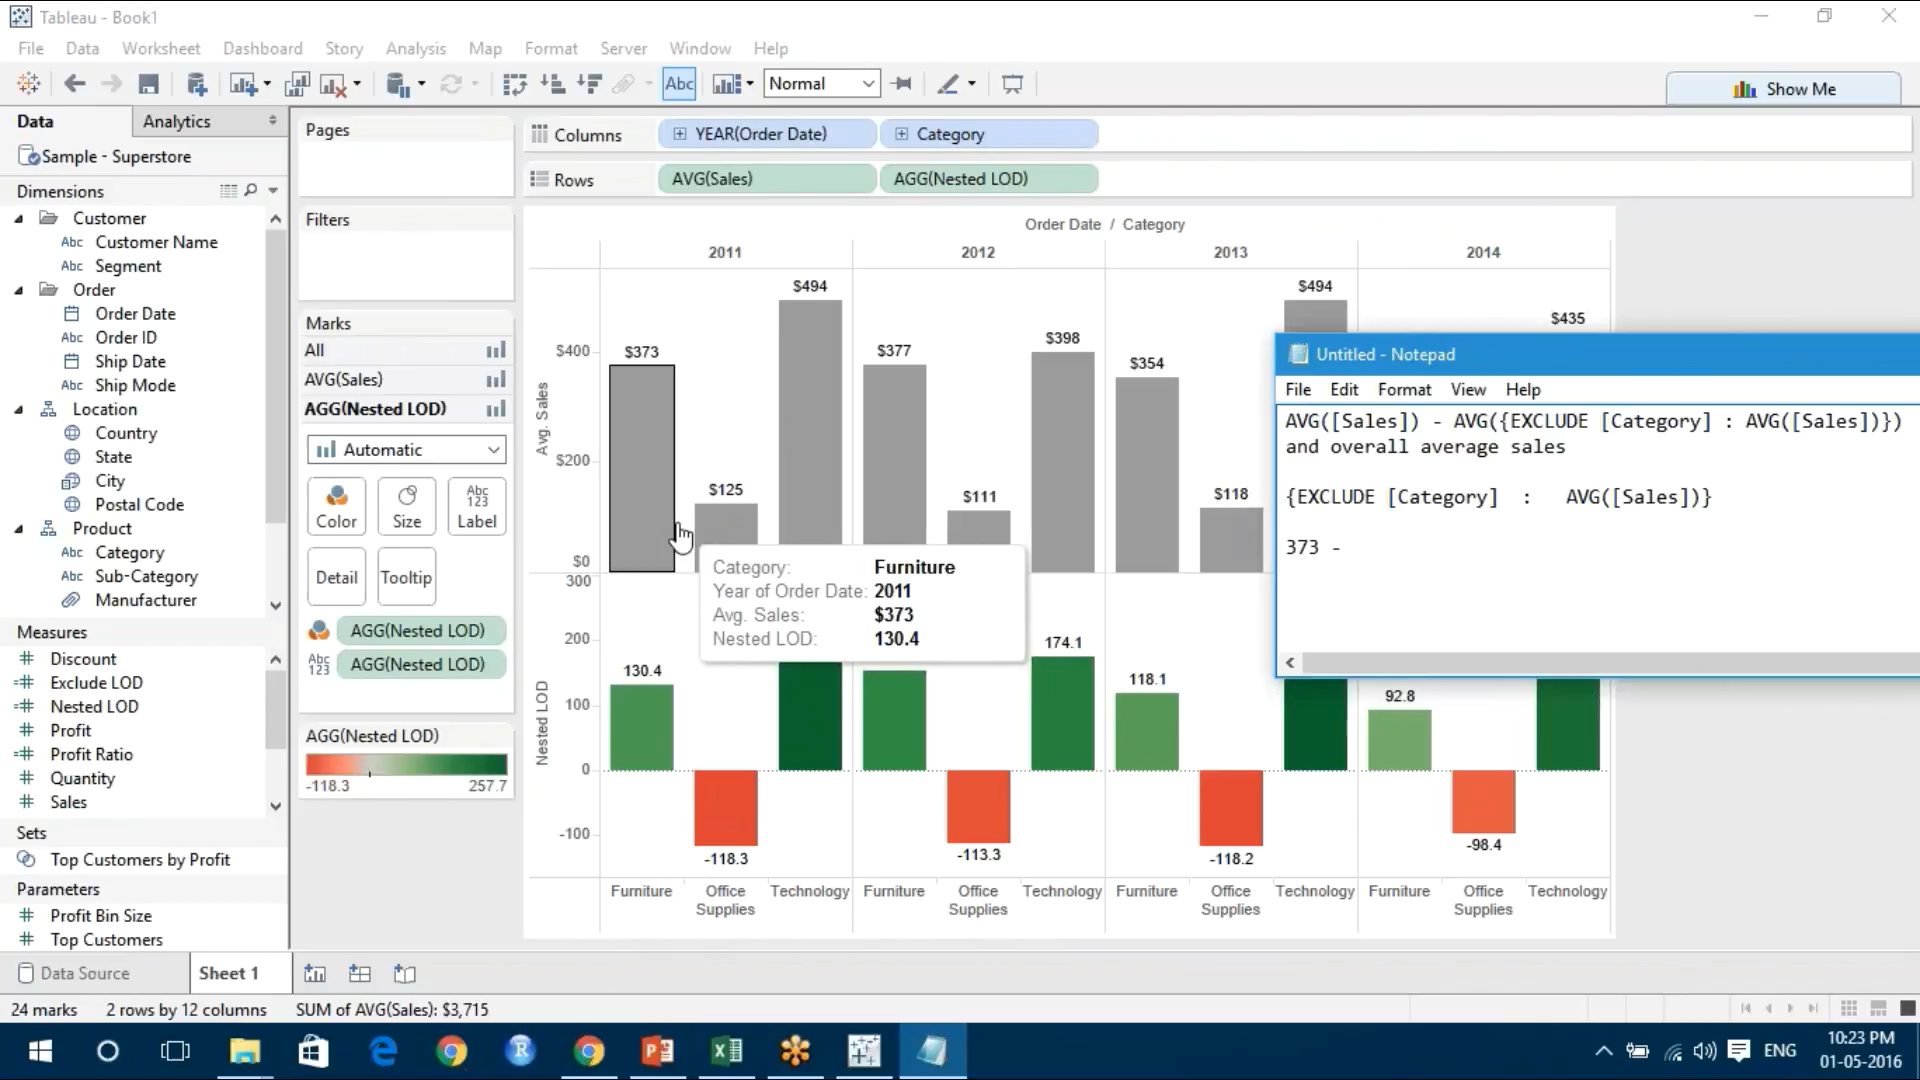 Tableau - Book1
File Data Worksheet Dashboard Story Analysis Map Format Server Window Help
Abc Normal Show Me
Data Analytics
Sample - Superstore
Dimensions
Customer
Abc Customer Name
Abc Segment
Order
Order Date
Abc Order ID
Ship Date
Abc Ship Mode
Location
Country
State
City
Postal Code
Product
Abc Category
Abc Sub-Category
Manufacturer
Measures
Discount
Exclude LOD
Nested LOD
Profit
Profit Ratio
Quantity
Sales
Sets
Top Customers by Profit
Parameters
Profit Bin Size
Top Customers
Pages
Filters
Marks
All
AVG(Sales)
AGG(Nested LOD)
Automatic
Color Size Abc 123 Label
Detail Tooltip
AGG(Nested LOD)
Abc 123 AGG(Nested LOD)
AGG(Nested LOD)
-118.3 257.7
Columns YEAR(Order Date) Category
Rows AVG(Sales) AGG(Nested LOD)
Order Date / Category
2011 2012 2013 2014
Avg. Sales
$400
$200
$0
$373 $125 $494 $377 $111 $398 $354 $118 $494 $435
Category: Furniture
Year of Order Date: 2011
Avg. Sales: $373
Nested LOD: 130.4
Nested LOD
300
200
100
0
-100
130.4 174.1 118.1 92.8
-118.3 -113.3 -118.2 -98.4
Furniture Office Supplies Technology Furniture Office Supplies Technology Furniture Office Supplies Technology Furniture Office Supplies Technology
Untitled - Notepad
File Edit Format View Help
AVG([Sales]) - AVG({EXCLUDE [Category] : AVG([Sales])})
and overall average sales
{EXCLUDE [Category] : AVG([Sales])}
373 -
Data Source Sheet 1
24 marks 2 rows by 12 columns SUM of AVG(Sales): $3,715
ENG
10:23 PM
01-05-2016